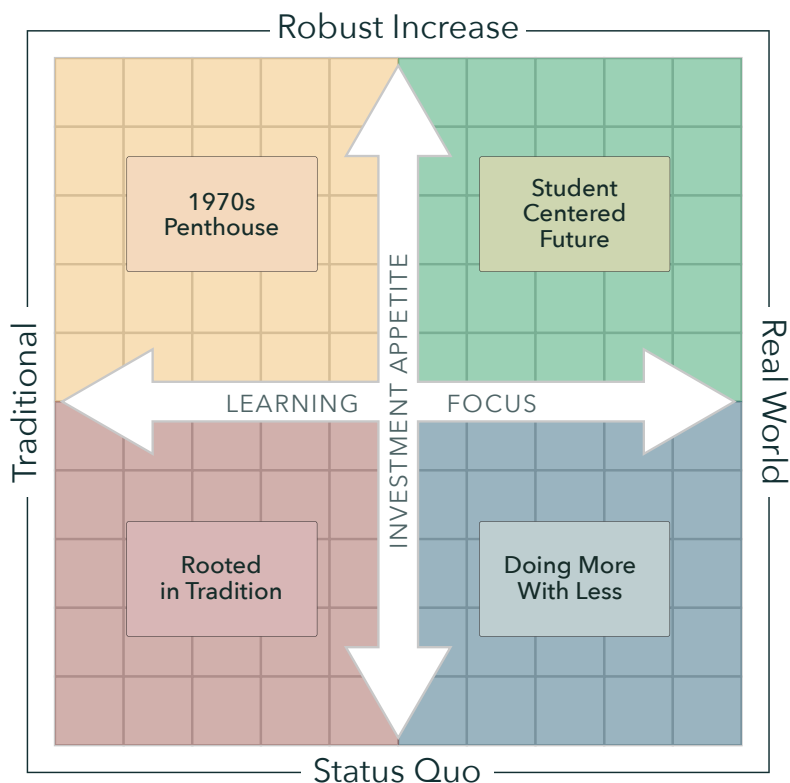 Robust Increase
1970s
Penthouse
Student
Centered
Future
Traditional
INVESTMENT APPETITE
Real World
LEARNING FOCUS
Rooted
in Tradition
Doing More
With Less
Status Quo